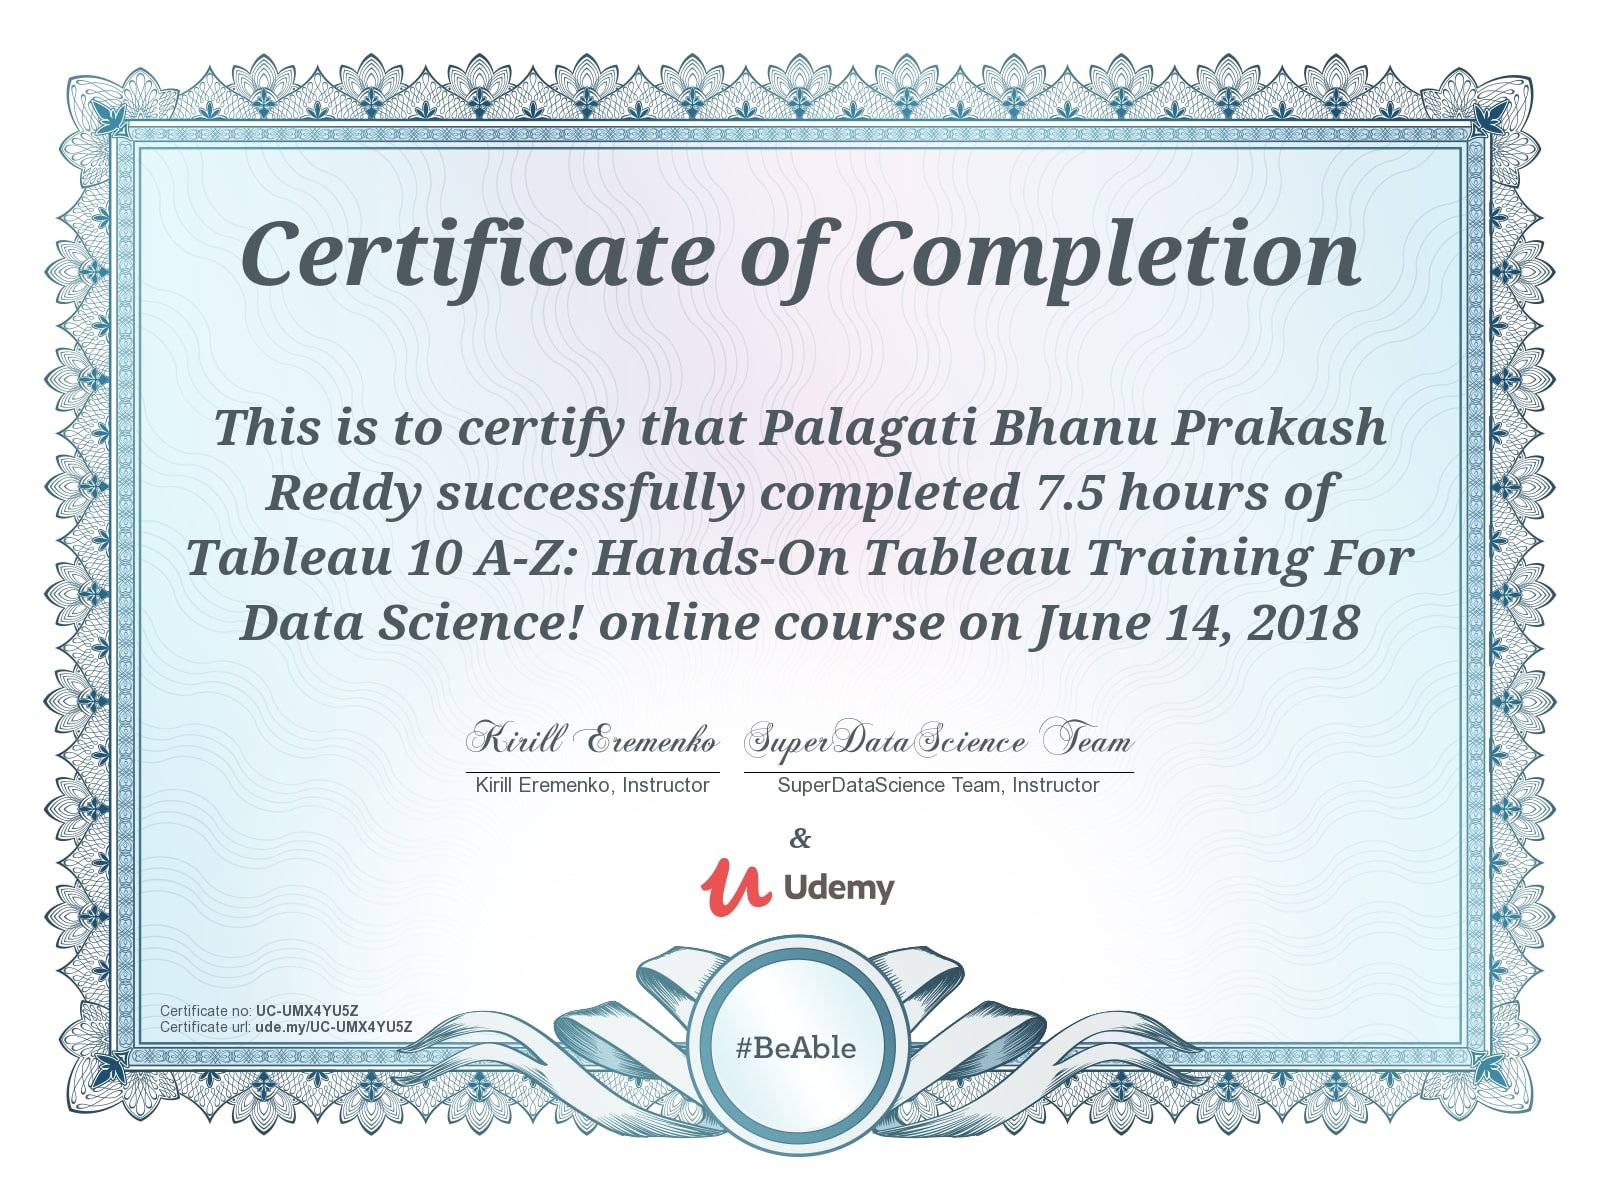 Certificate of Completion
This is to certify that Palagati Bhanu Prakash
Reddy successfully completed 7.5 hours of
Tableau 10 A-Z: Hands-On Tableau Training For
Data Science! online course on June 14, 2018
Kirill Eremenko SuperDataScience Team
Kirill Eremenko, Instructor SuperDataScience Team, Instructor
&
Udemy
Certificate no: UC-UMX4YU5Z
Certificate url: ude.my/UC-UMX4YU5Z
#BeAble